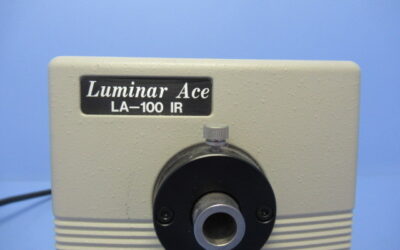 Luminar Ace
LA-100 IR